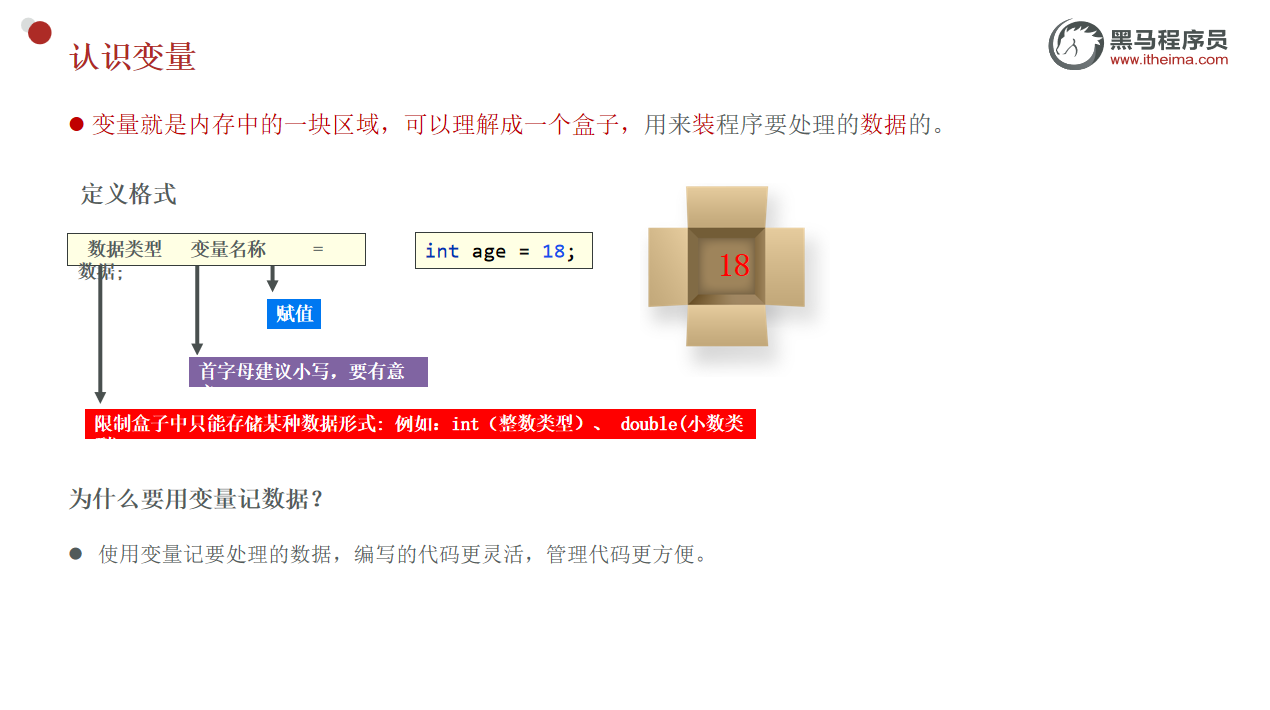 认识变量
黑马程序员
www.itheima.com
变量就是内存中的一块区域，可以理解成一个盒子，用来装程序要处理的数据的。
定义格式
数据类型 变量名称 =
数据;
int age = 18;
18
赋值
首字母建议小写，要有意
限制盒子中只能存储某种数据形式: 例如：int（整数类型）、 double(小数类
为什么要用变量记数据？
使用变量记要处理的数据，编写的代码更灵活，管理代码更方便。